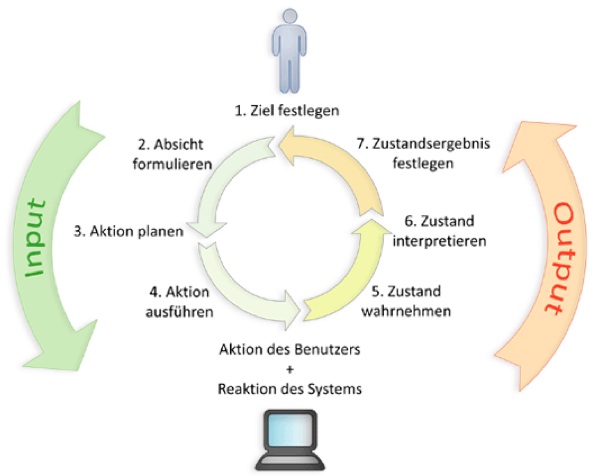 1. Ziel festlegen
2. Absicht
formulieren
3. Aktion planen
4. Aktion
ausführen
Aktion des Benutzers
+
Reaktion des Systems
5. Zustand
wahrnehmen
6. Zustand
interpretieren
7. Zustandsergebnis
festlegen
Input
Output